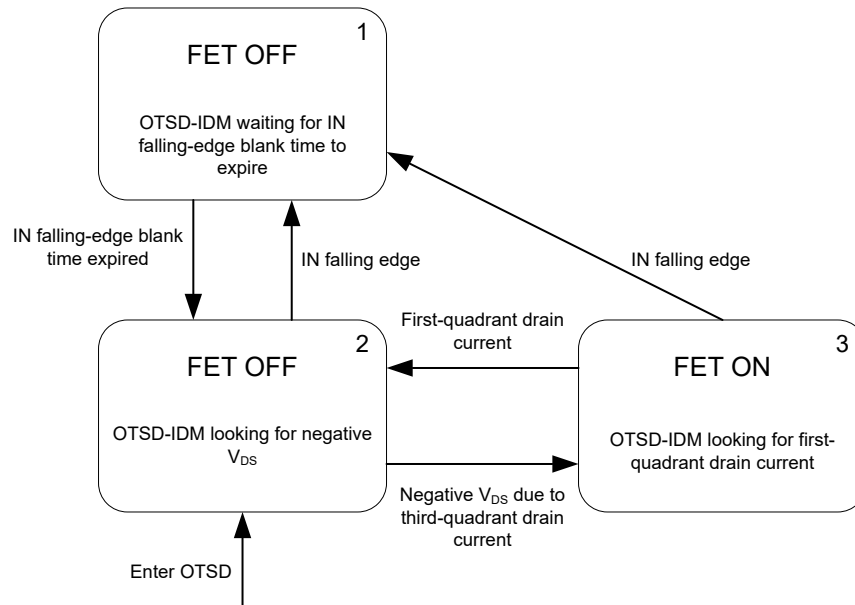 1
FET OFF
OTSD-IDM waiting for IN
falling-edge blank time to
expire
IN falling-edge blank
time expired
IN falling edge
IN falling edge
First-quadrant drain
current
2
FET OFF
OTSD-IDM looking for negative
VDS
3
FET ON
OTSD-IDM looking for first-
quadrant drain current
Negative VDS due to
third-quadrant drain
current
Enter OTSD